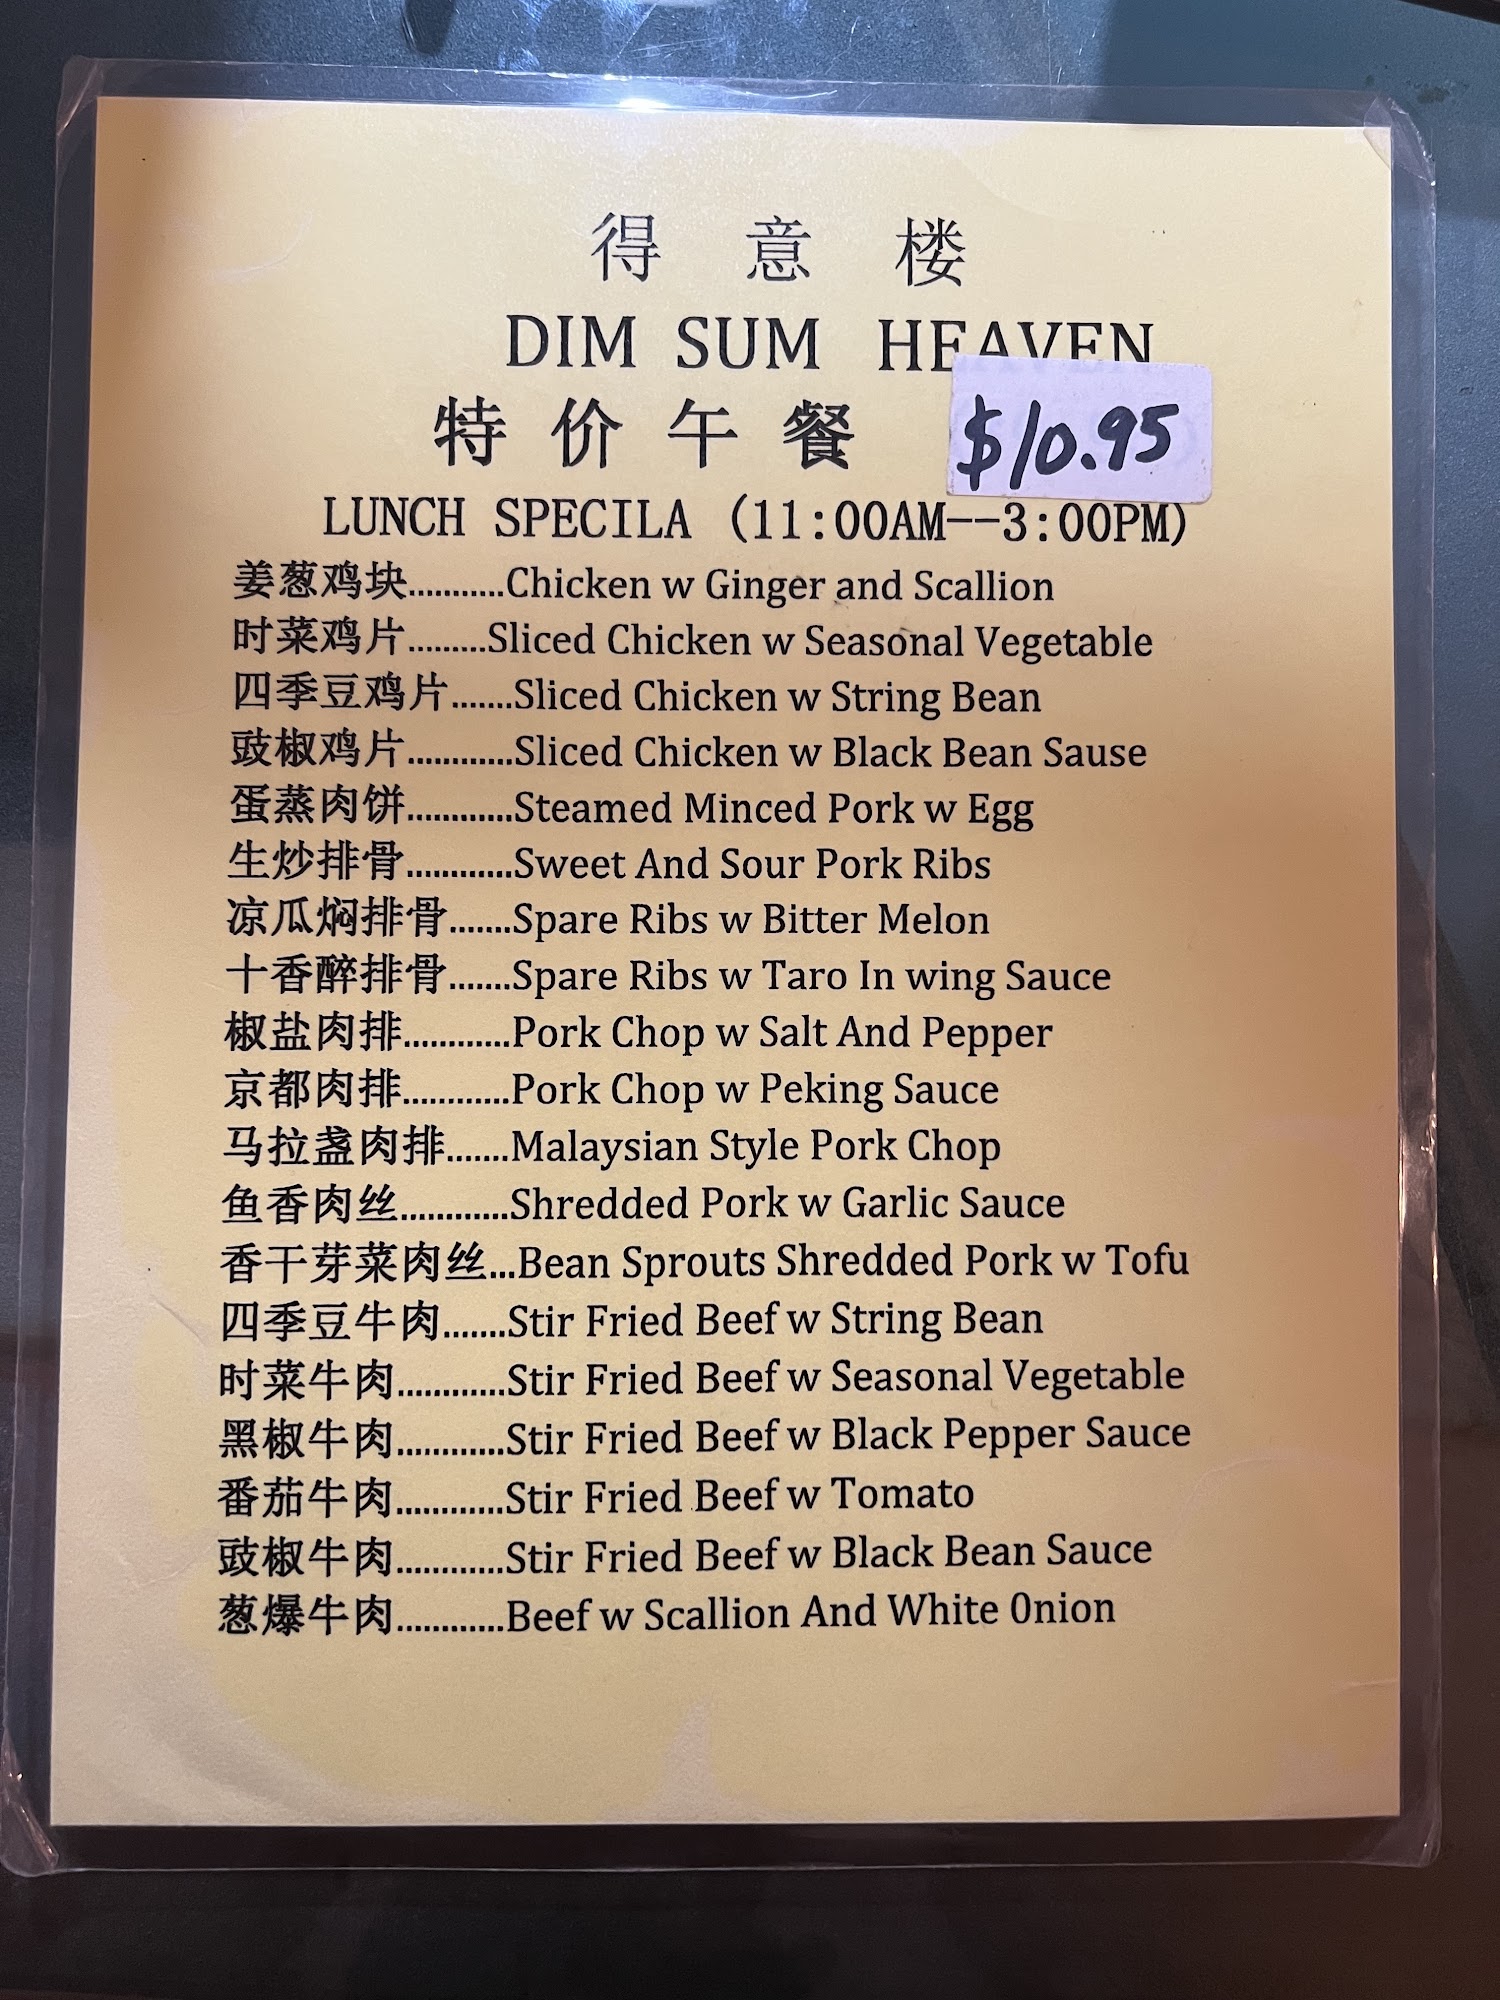 得 意 楼
DIM SUM HEAVEN
特 价 午 餐 $10.95
LUNCH SPECILA (11:00AM--3:00PM)
姜葱鸡块...........Chicken w Ginger and Scallion
时菜鸡片.........Sliced Chicken w Seasonal Vegetable
四季豆鸡片.......Sliced Chicken w String Bean
豉椒鸡片............Sliced Chicken w Black Bean Sause
蛋蒸肉饼............Steamed Minced Pork w Egg
生炒排骨............Sweet And Sour Pork Ribs
凉瓜焖排骨.......Spare Ribs w Bitter Melon
十香醉排骨.......Spare Ribs w Taro In wing Sauce
椒盐肉排............Pork Chop w Salt And Pepper
京都肉排............Pork Chop w Peking Sauce
马拉盏肉排.......Malaysian Style Pork Chop
鱼香肉丝............Shredded Pork w Garlic Sauce
香干芽菜肉丝...Bean Sprouts Shredded Pork w Tofu
四季豆牛肉.......Stir Fried Beef w String Bean
时菜牛肉............Stir Fried Beef w Seasonal Vegetable
黑椒牛肉............Stir Fried Beef w Black Pepper Sauce
番茄牛肉............Stir Fried Beef w Tomato
豉椒牛肉............Stir Fried Beef w Black Bean Sauce
葱爆牛肉............Beef w Scallion And White 0nion